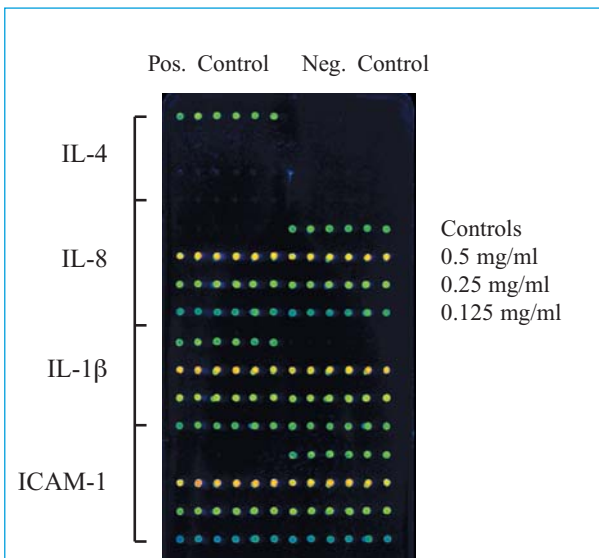 Pos. Control Neg. Control
IL-4
Controls
IL-8
0.5 mg/ml
0.25 mg/ml
0.125 mg/ml
IL-1β
ICAM-1